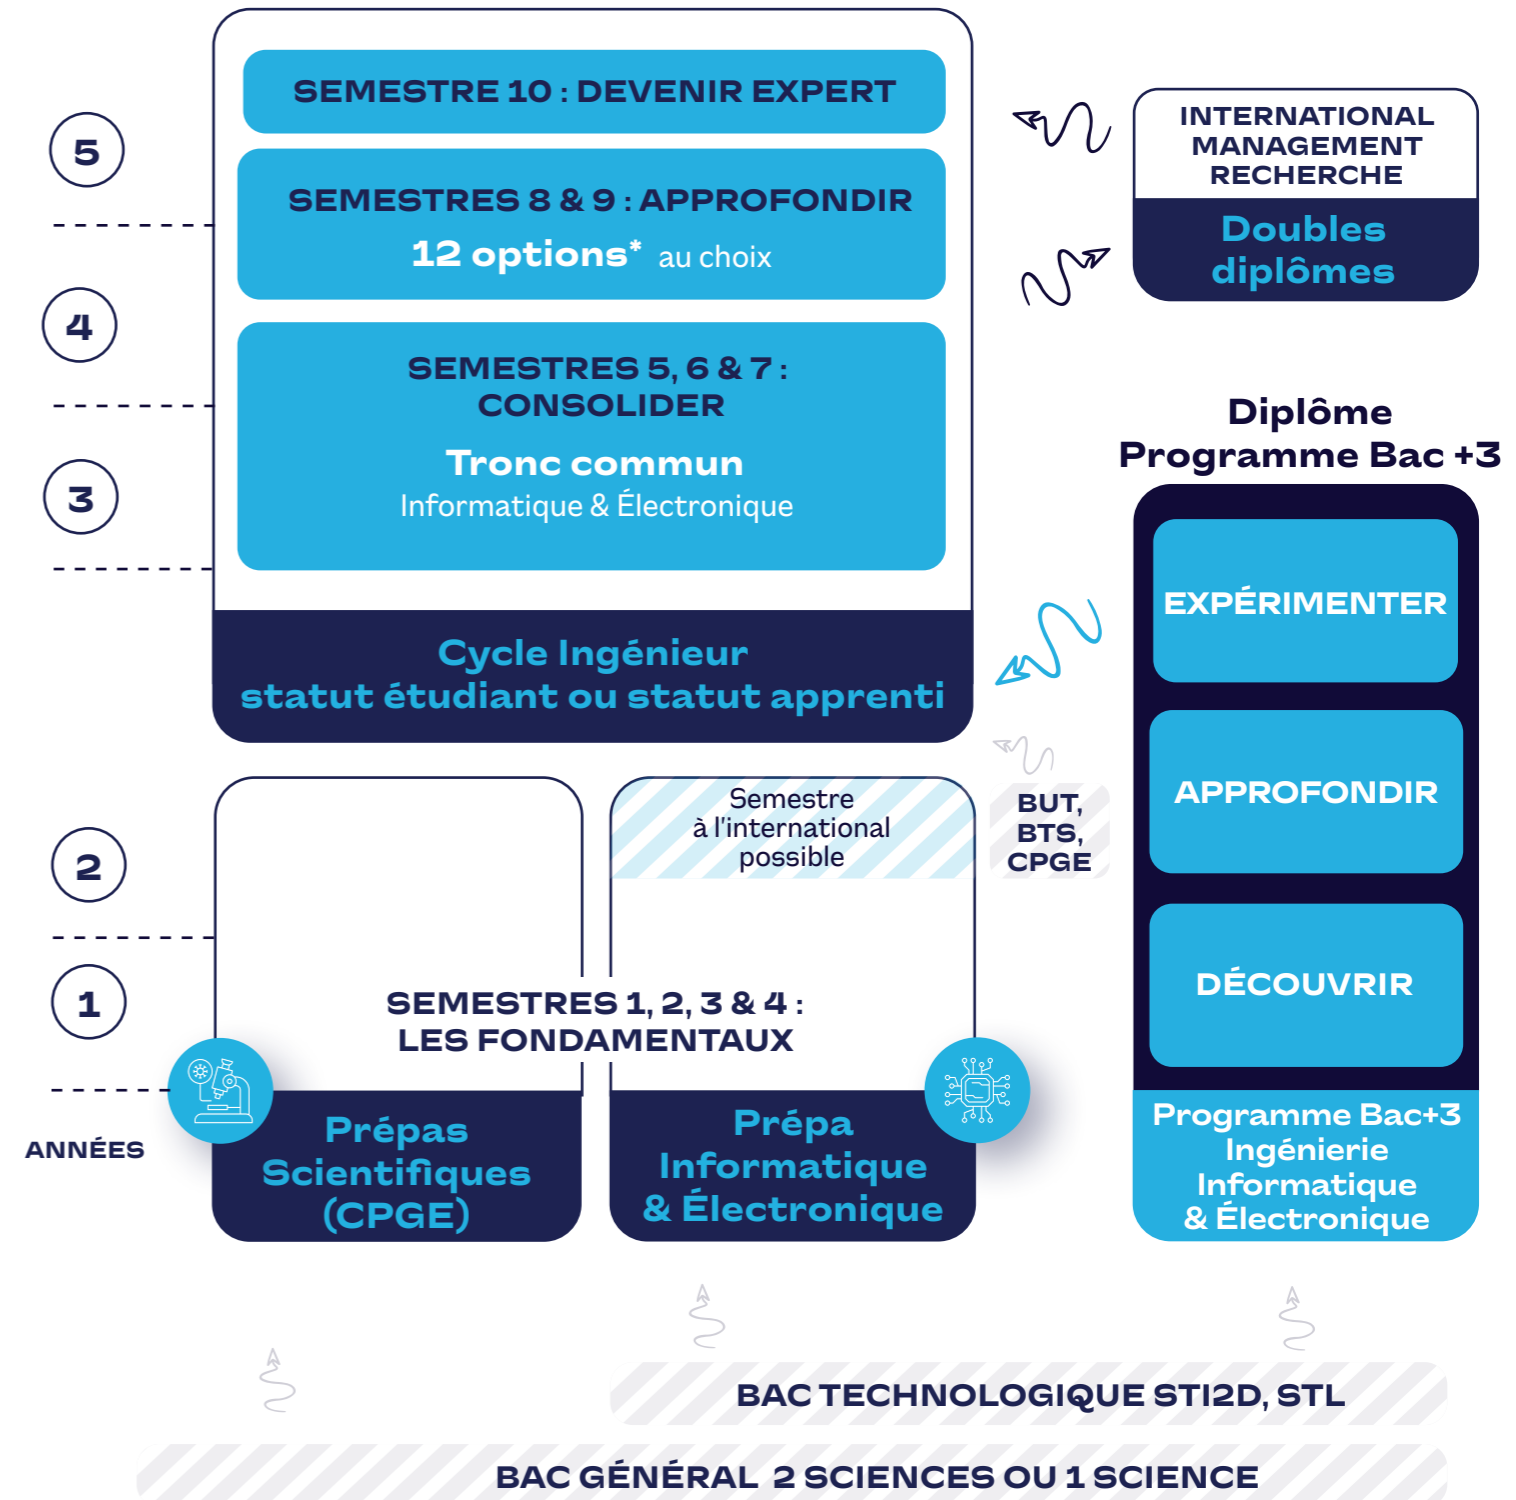 SEMESTRE 10 : DEVENIR EXPERT
5
SEMESTRES 8 & 9 : APPROFONDIR
12 options* au choix
4
SEMESTRES 5, 6 & 7 :
CONSOLIDER
Tronc commun
Informatique & Électronique
3
Cycle Ingénieur
statut étudiant ou statut apprenti
INTERNATIONAL
MANAGEMENT
RECHERCHE
Doubles
diplômes
Diplôme
Programme Bac +3
EXPÉRIMENTER
APPROFONDIR
DÉCOUVRIR
Programme Bac+3
Ingénierie
Informatique
& Électronique
Semestre
à l'international
possible
BUT,
BTS,
CPGE
2
1
SEMESTRES 1, 2, 3 & 4 :
LES FONDAMENTAUX
ANNÉES
Prépas
Scientifiques
(CPGE)
Prépa
Informatique
& Électronique
BAC TECHNOLOGIQUE STI2D, STL
BAC GÉNÉRAL 2 SCIENCES OU 1 SCIENCE